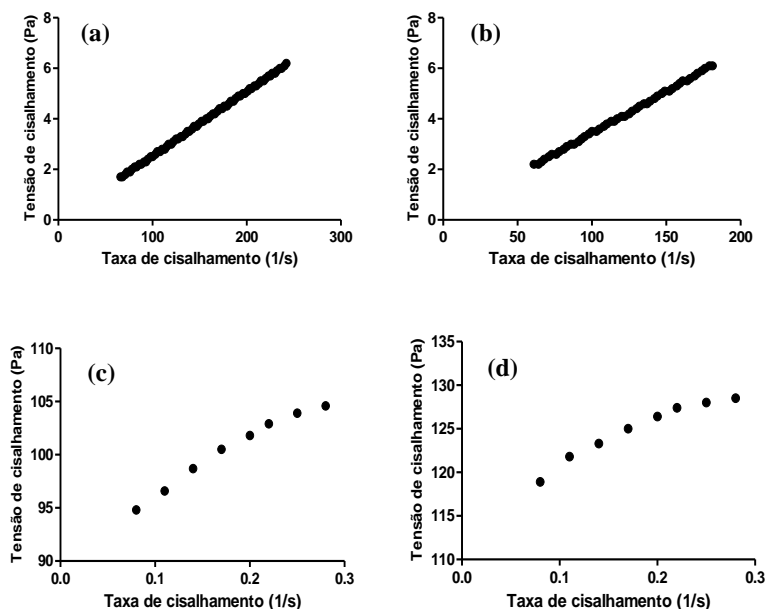 (a)
Tensão de cisalhamento (Pa)
8
6
4
2
0
0 100 200 300
Taxa de cisalhamento (1/s)
(b)
Tensão de cisalhamento (Pa)
8
6
4
2
0
0 50 100 150 200
Taxa de cisalhamento (1/s)
(c)
Tensão de cisalhamento (Pa)
110
105
100
95
90
0.0 0.1 0.2 0.3
Taxa de cisalhamento (1/s)
(d)
Tensão de cisalhamento (Pa)
135
130
125
120
115
110
0.0 0.1 0.2 0.3
Taxa de cisalhamento (1/s)